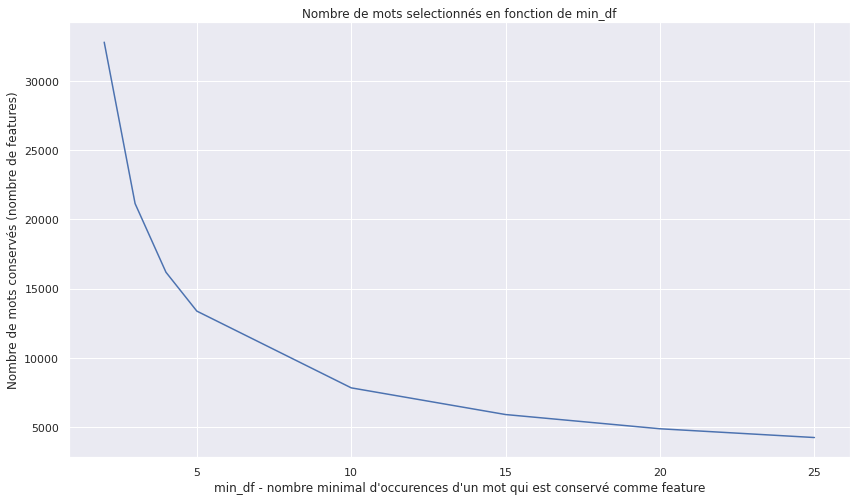 Nombre de mots selectionnés en fonction de min_df
Nombre de mots conservés (nombre de features)
30000
25000
20000
15000
10000
5000
5 10 15 20 25
min_df - nombre minimal d'occurences d'un mot qui est conservé comme feature